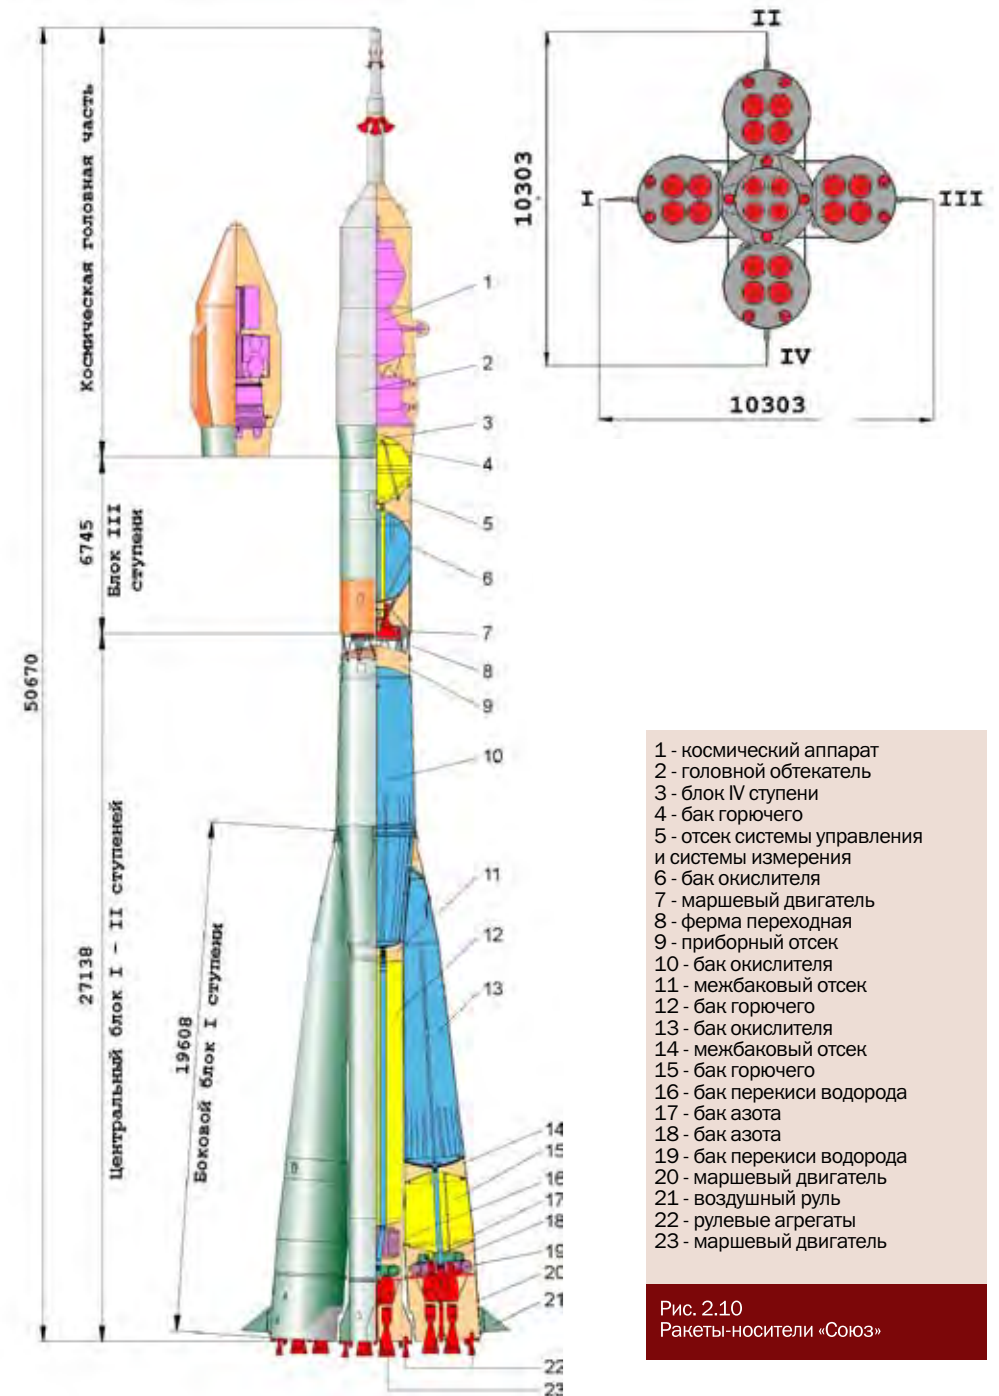 II
10303
I
III
IV
10303
Космическая головная часть
6745
Блок III
ступени
50670
27138
Центральный блок I - II ступеней
19608
Боковой блок I ступени
1
2
3
4
5
6
7
8
9
10
11
12
13
14
15
16
17
18
19
20
21
22
23
1 - космический аппарат
2 - головной обтекатель
3 - блок IV ступени
4 - бак горючего
5 - отсек системы управления
и системы измерения
6 - бак окислителя
7 - маршевый двигатель
8 - ферма переходная
9 - приборный отсек
10 - бак окислителя
11 - межбаковый отсек
12 - бак горючего
13 - бак окислителя
14 - межбаковый отсек
15 - бак горючего
16 - бак перекиси водорода
17 - бак азота
18 - бак азота
19 - бак перекиси водорода
20 - маршевый двигатель
21 - воздушный руль
22 - рулевые агрегаты
23 - маршевый двигатель
Рис. 2.10
Ракеты-носители «Союз»